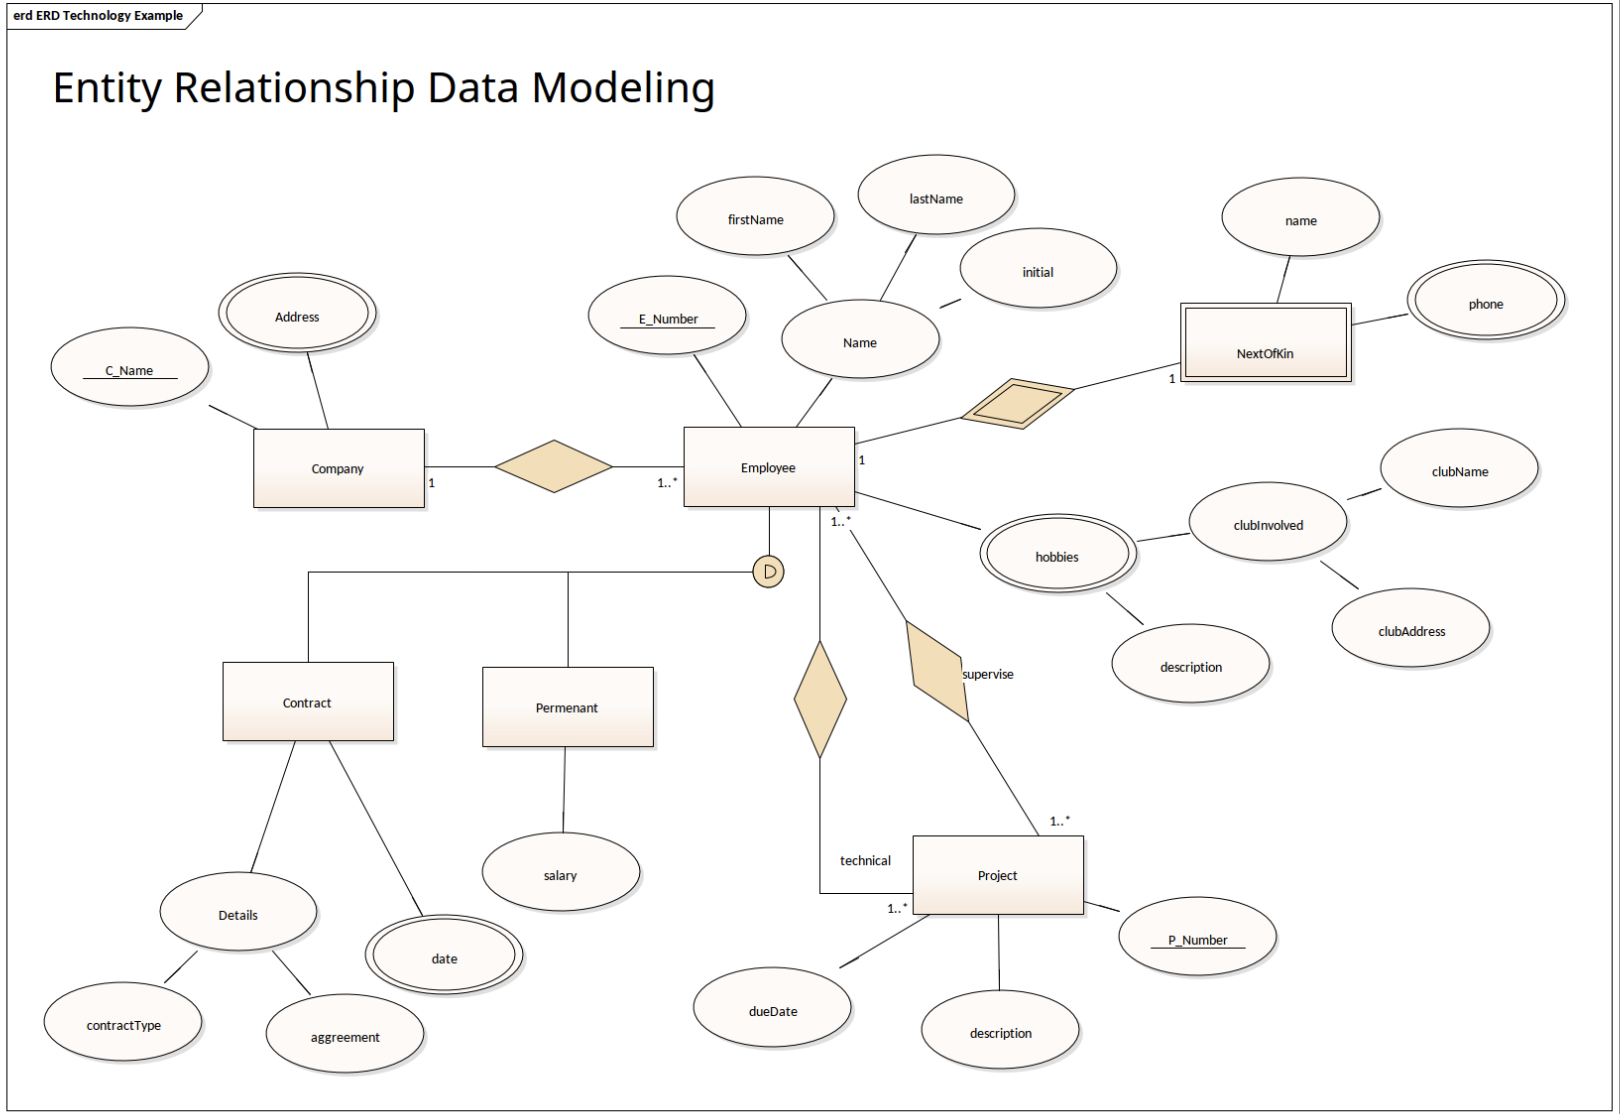 erd ERD Technology Example
Entity Relationship Data Modeling
lastName
firstName
name
initial
phone
Address
E_Number
Name
NextOfKin
C_Name
1
Company
Employee
1
clubName
1
1..*
1..*
clubInvolved
hobbies
D
clubAddress
description
supervise
Contract
Permenant
1..*
technical
salary
Project
1..*
Details
P_Number
date
dueDate
contractType
description
aggreement